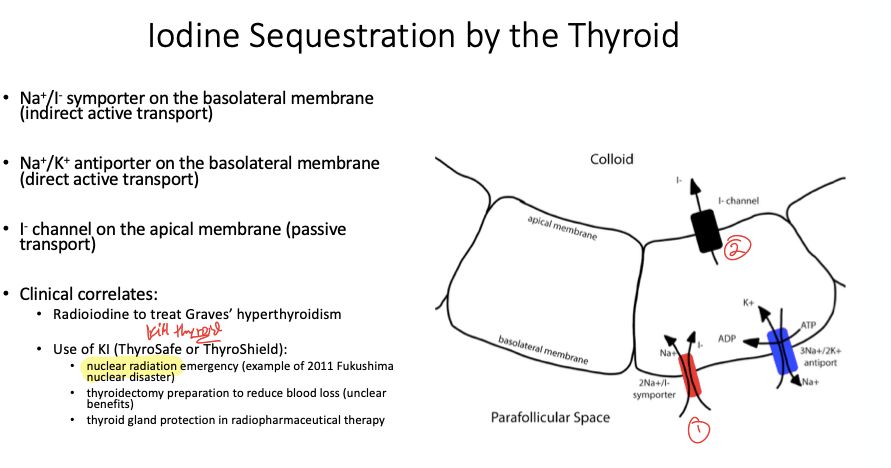 Iodine Sequestration by the Thyroid
• Na+/I- symporter on the basolateral membrane
(indirect active transport)
• Na+/K+ antiporter on the basolateral membrane
(direct active transport)
• I- channel on the apical membrane (passive
transport)
• Clinical correlates:
• Radioiodine to treat Graves’ hyperthyroidism
kill thyroid
• Use of KI (ThyroSafe or ThyroShield):
• nuclear radiation emergency (example of 2011 Fukushima
nuclear disaster)
• thyroidectomy preparation to reduce blood loss (unclear
benefits)
• thyroid gland protection in radiopharmaceutical therapy
Colloid
I-
I- channel
apical membrane
2
K+
ATP
ADP
basolateral membrane
Na+
I-
3Na+/2K+
antiport
Na+
2Na+/I-
symporter
Parafollicular Space
1